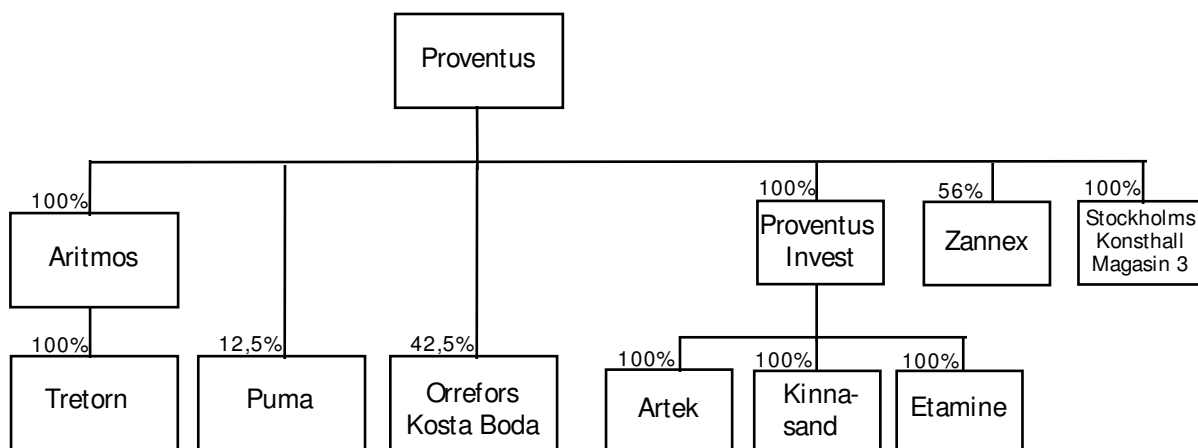 Proventus
100%
Aritmos
100%
Proventus
Invest
56%
Zannex
100%
Stockholms
Konsthall
Magasin 3
100%
Tretorn
12,5%
Puma
42,5%
Orrefors
Kosta Boda
100%
Artek
100%
Kinna-
sand
100%
Etamine